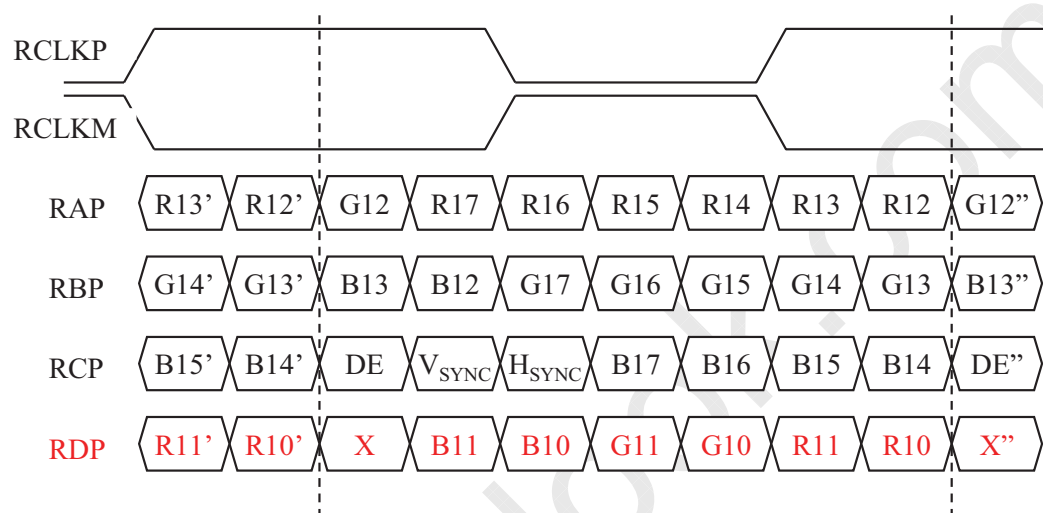 RCLKP
RCLKM
RAP R13’ R12’ G12 R17 R16 R15 R14 R13 R12 G12”
RBP G14’ G13’ B13 B12 G17 G16 G15 G14 G13 B13”
RCP B15’ B14’ DE VSYNC HSYNC B17 B16 B15 B14 DE”
RDP R11’ R10’ X B11 B10 G11 G10 R11 R10 X”